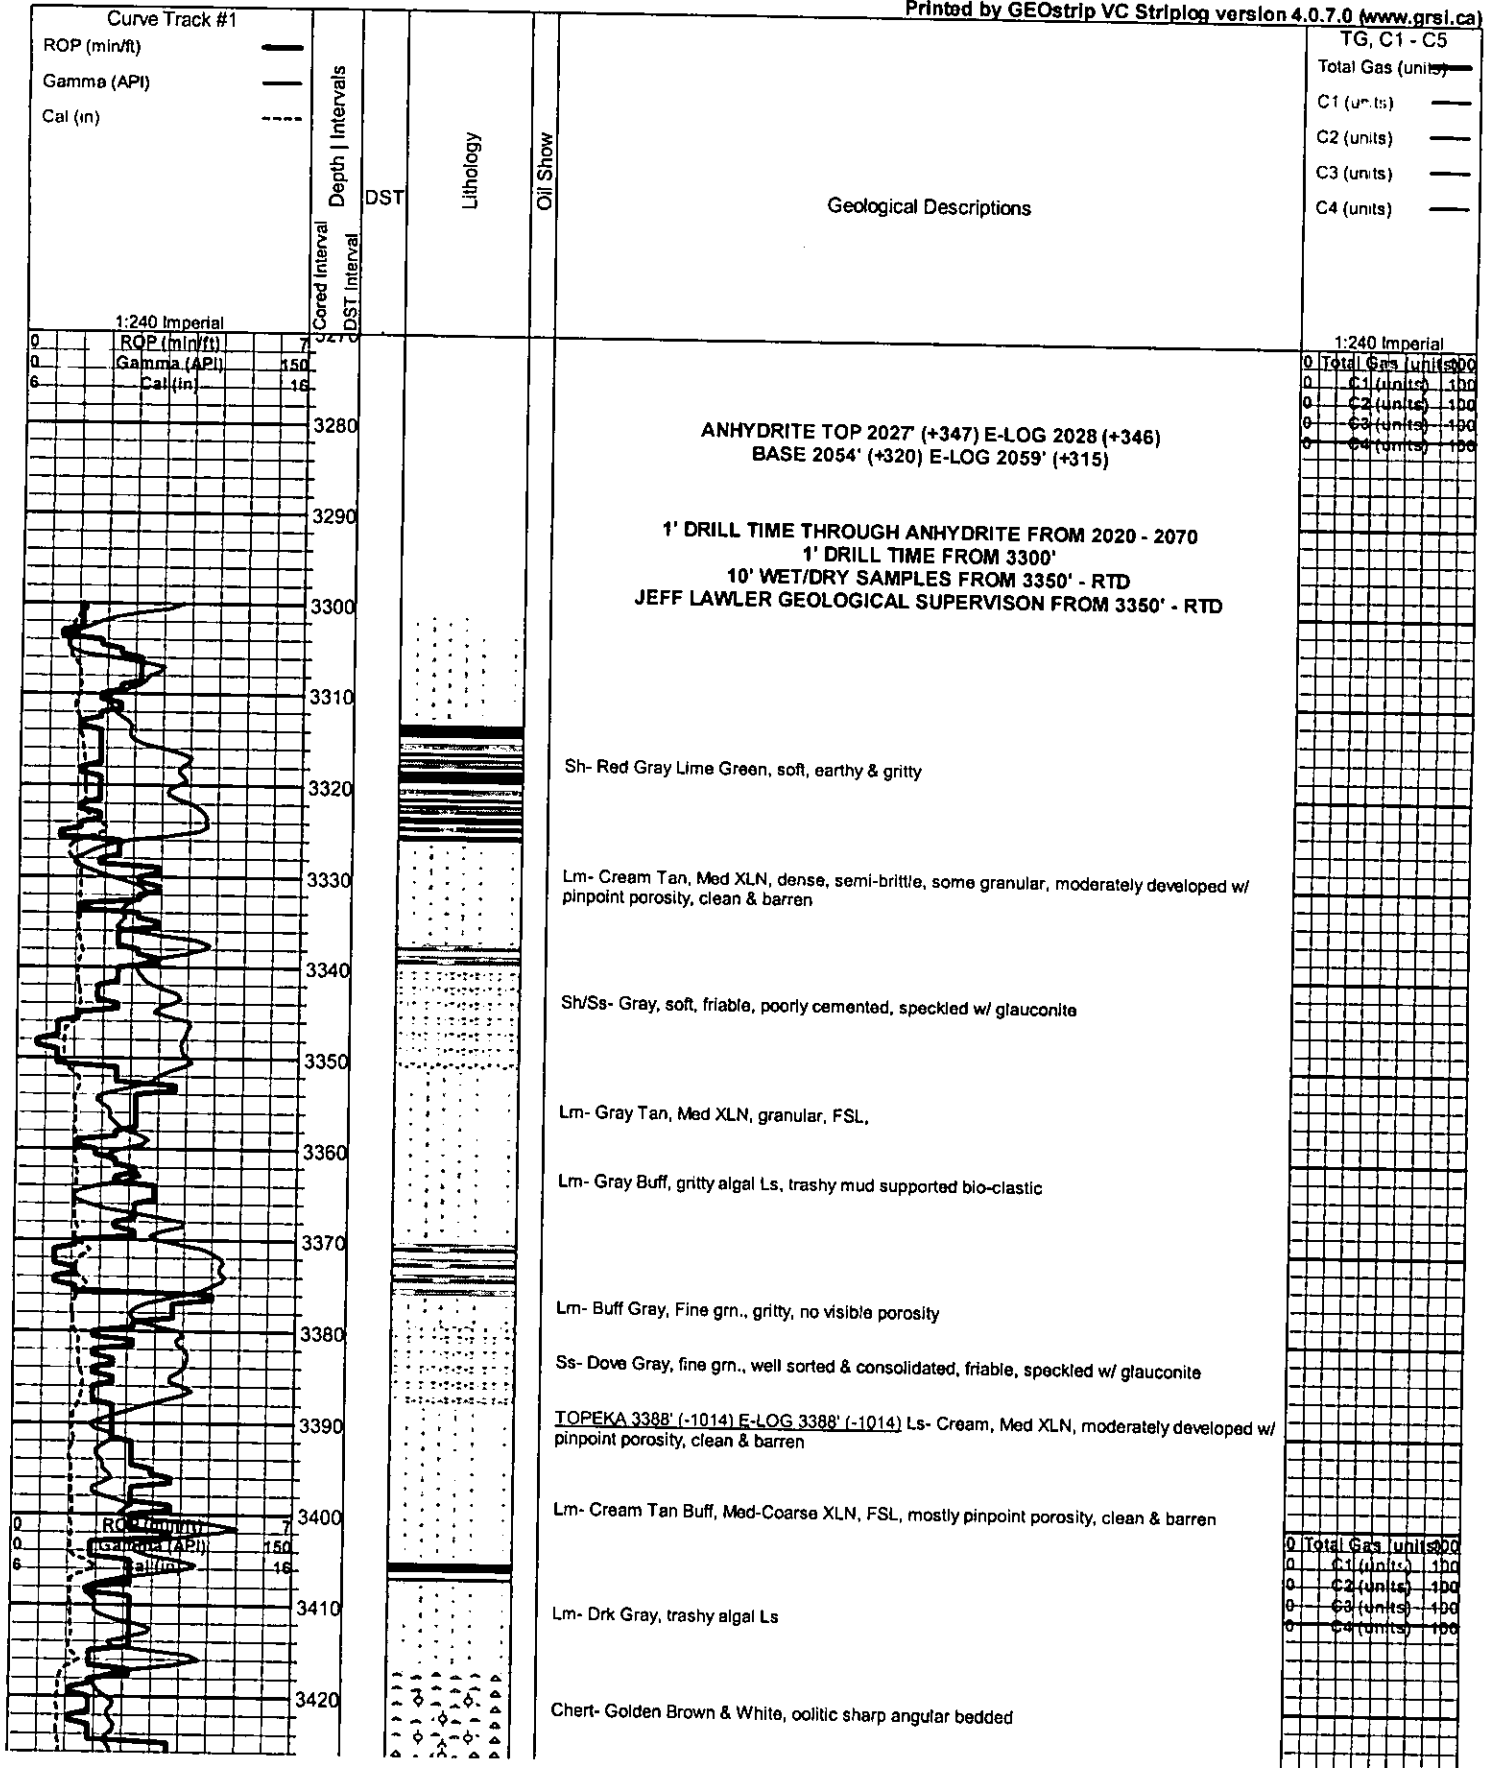 Printed by GEOstrip VC Striplog version 4.0.7.0 (www.grsi.ca)
Curve Track #1
ROP (min/ft)
Gamma (API)
Cal (in)
1:240 Imperial
Cored Interval
Depth | Intervals
DST Interval
DST
Lithology
Oil Show
Geological Descriptions
TG, C1 - C5
Total Gas (units)
C1 (units)
C2 (units)
C3 (units)
C4 (units)
1:240 Imperial
0 ROP (min/ft) 7
0 Gamma (API) 150
6 Cal (in) 16
3270
0 Total Gas (units) 100
0 C1 (units) 100
0 C2 (units) 100
0 C3 (units) 100
0 C4 (units) 100
3280
ANHYDRITE TOP 2027' (+347) E-LOG 2028 (+346)
BASE 2054' (+320) E-LOG 2059' (+315)
3290
1' DRILL TIME THROUGH ANHYDRITE FROM 2020 - 2070
1' DRILL TIME FROM 3300'
10' WET/DRY SAMPLES FROM 3350' - RTD
JEFF LAWLER GEOLOGICAL SUPERVISON FROM 3350' - RTD
3300
3310
Sh- Red Gray Lime Green, soft, earthy & gritty
3320
3330
Lm- Cream Tan, Med XLN, dense, semi-brittle, some granular, moderately developed w/
pinpoint porosity, clean & barren
3340
Sh/Ss- Gray, soft, friable, poorly cemented, speckled w/ glauconite
3350
Lm- Gray Tan, Med XLN, granular, FSL,
3360
Lm- Gray Buff, gritty algal Ls, trashy mud supported bio-clastic
3370
Lm- Buff Gray, Fine grn., gritty, no visible porosity
3380
Ss- Dove Gray, fine grn., well sorted & consolidated, friable, speckled w/ glauconite
3390
TOPEKA 3388' (-1014) E-LOG 3388' (-1014) Ls- Cream, Med XLN, moderately developed w/
pinpoint porosity, clean & barren
3400
Lm- Cream Tan Buff, Med-Coarse XLN, FSL, mostly pinpoint porosity, clean & barren
0 ROP (min/ft) 7
0 Gamma (API) 150
6 Cal (in) 16
0 Total Gas (units) 100
0 C1 (units) 100
0 C2 (units) 100
0 C3 (units) 100
0 C4 (units) 100
3410
Lm- Drk Gray, trashy algal Ls
3420
Chert- Golden Brown & White, oolitic sharp angular bedded